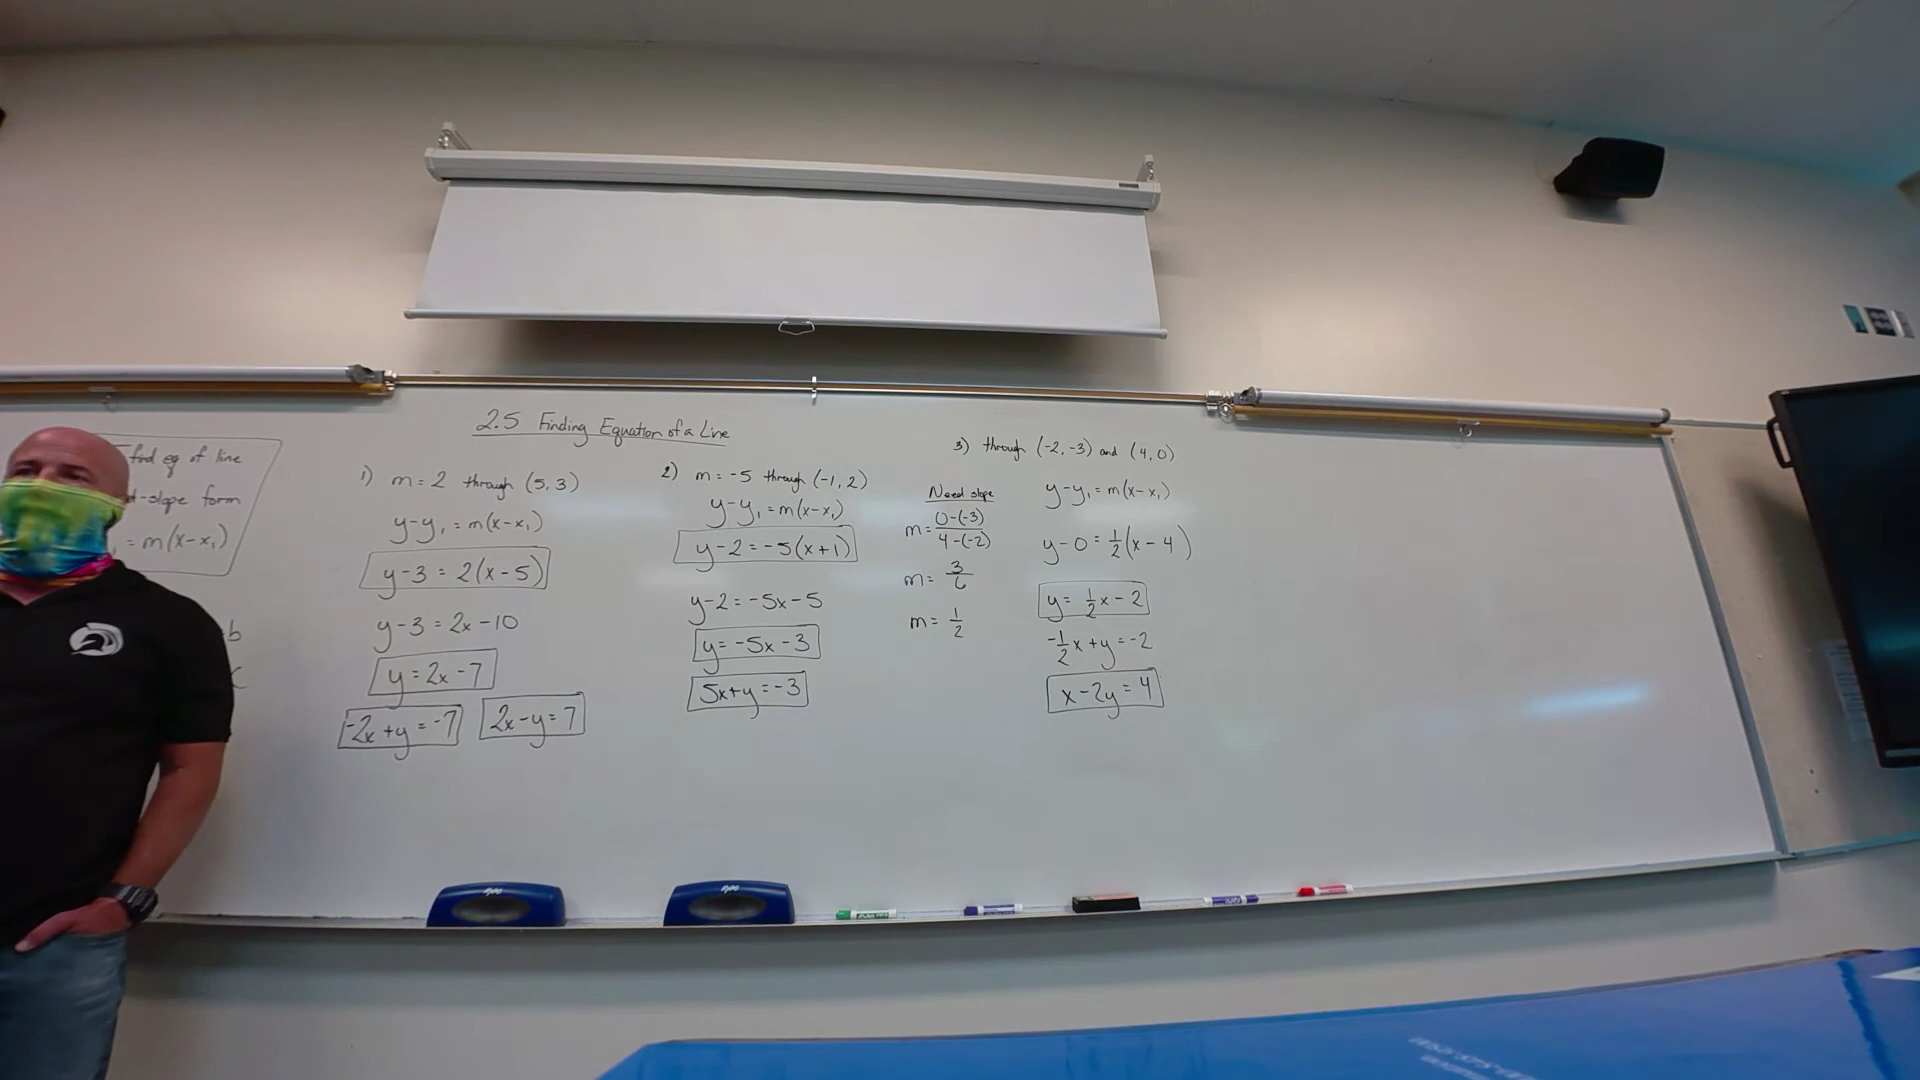 2.5 Finding Equation of a Line
find eq of line
-slope form
= m(x-x₁)
b
c
1) m = 2 through (5, 3)
y-y₁ = m(x-x₁)
y-3 = 2(x-5)
y-3 = 2x-10
y = 2x-7
-2x+y = -7
2x-y = 7
2) m = -5 through (-1, 2)
y-y₁ = m(x-x₁)
y-2 = -5(x+1)
y-2 = -5x-5
y = -5x-3
5x+y = -3
3) through (-2, -3) and (4, 0)
Need slope
m = 0-(-3)/4-(-2)
m = 3/6
m = 1/2
y-y₁ = m(x-x₁)
y-0 = 1/2(x-4)
y = 1/2x-2
-1/2x+y = -2
x-2y = 4
EXPO
EXPO